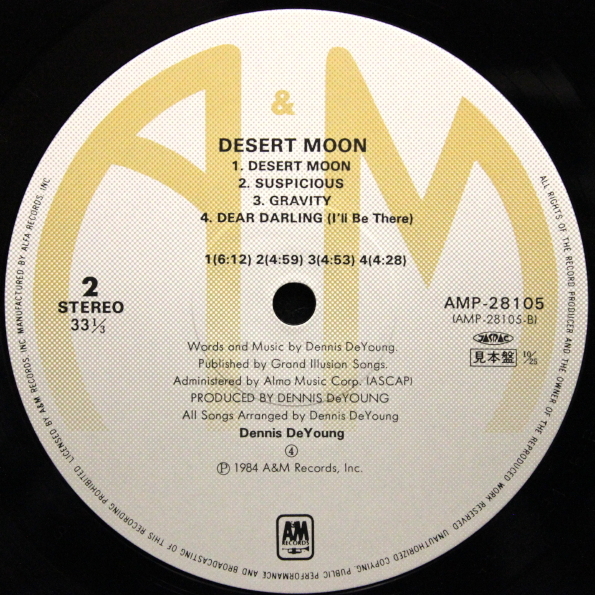 A&M
DESERT MOON
1. DESERT MOON
2. SUSPICIOUS
3. GRAVITY
4. DEAR DARLING (I'll Be There)
1(6:12) 2(4:59) 3(4:53) 4(4:28)
2
STEREO
33⅓
AMP-28105
(AMP-28105-B)
JASRAC
見本盤 10/25
Words and Music by Dennis DeYoung.
Published by Grand Illusion Songs.
Administered by Almo Music Corp. (ASCAP)
PRODUCED BY DENNIS DeYOUNG
All Songs Arranged by Dennis DeYoung
Dennis DeYoung
④
Ⓟ 1984 A&M Records, Inc.
A&M
RECORDS
ALL RIGHTS OF THE RECORD PRODUCER AND THE OWNER OF THE REPRODUCED WORK RESERVED. UNAUTHORIZED COPYING, PUBLIC PERFORMANCE AND BROADCASTING OF THIS RECORDING PROHIBITED. LICENSED BY A&M RECORDS, INC. MANUFACTURED BY ALFA RECORDS, INC.